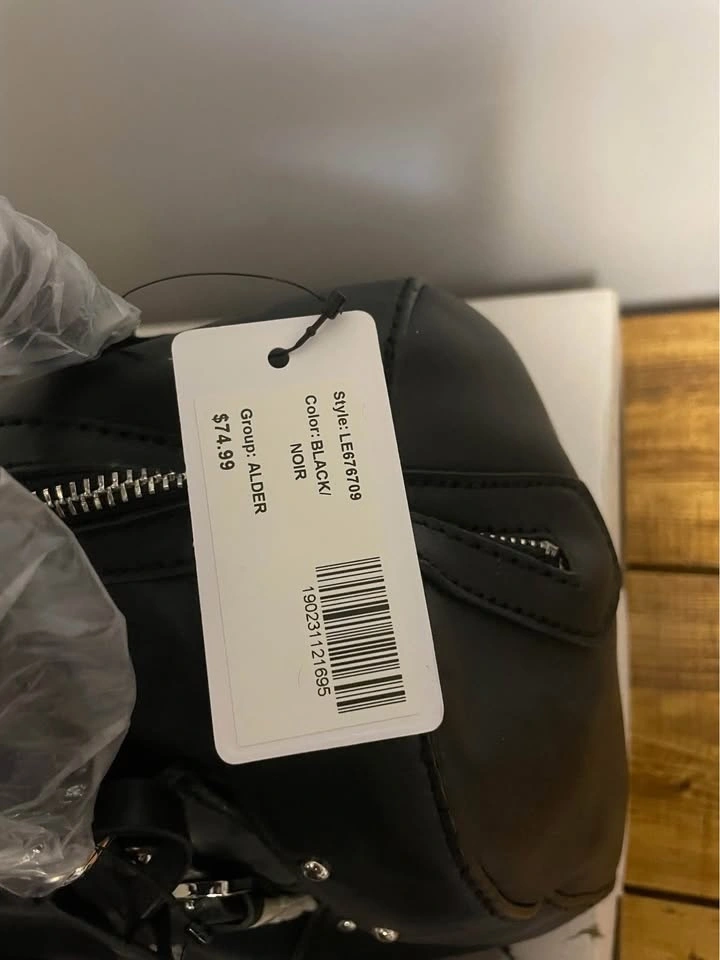 Style: LE676709
Color: BLACK/
NOIR
Group: ALDER
$74.99
190231121695